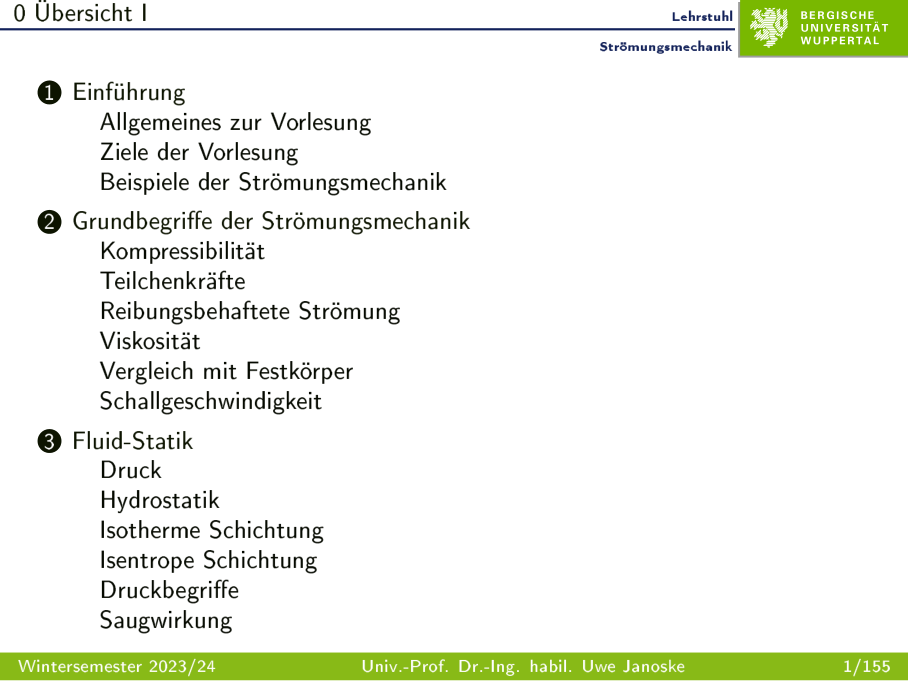 0 Übersicht I
Lehrstuhl
Strömungsmechanik
BERGISCHE
UNIVERSITÄT
WUPPERTAL
1 Einführung
Allgemeines zur Vorlesung
Ziele der Vorlesung
Beispiele der Strömungsmechanik
2 Grundbegriffe der Strömungsmechanik
Kompressibilität
Teilchenkräfte
Reibungsbehaftete Strömung
Viskosität
Vergleich mit Festkörper
Schallgeschwindigkeit
3 Fluid-Statik
Druck
Hydrostatik
Isotherme Schichtung
Isentrope Schichtung
Druckbegriffe
Saugwirkung
Wintersemester 2023/24 Univ.-Prof. Dr.-Ing. habil. Uwe Janoske 1/155